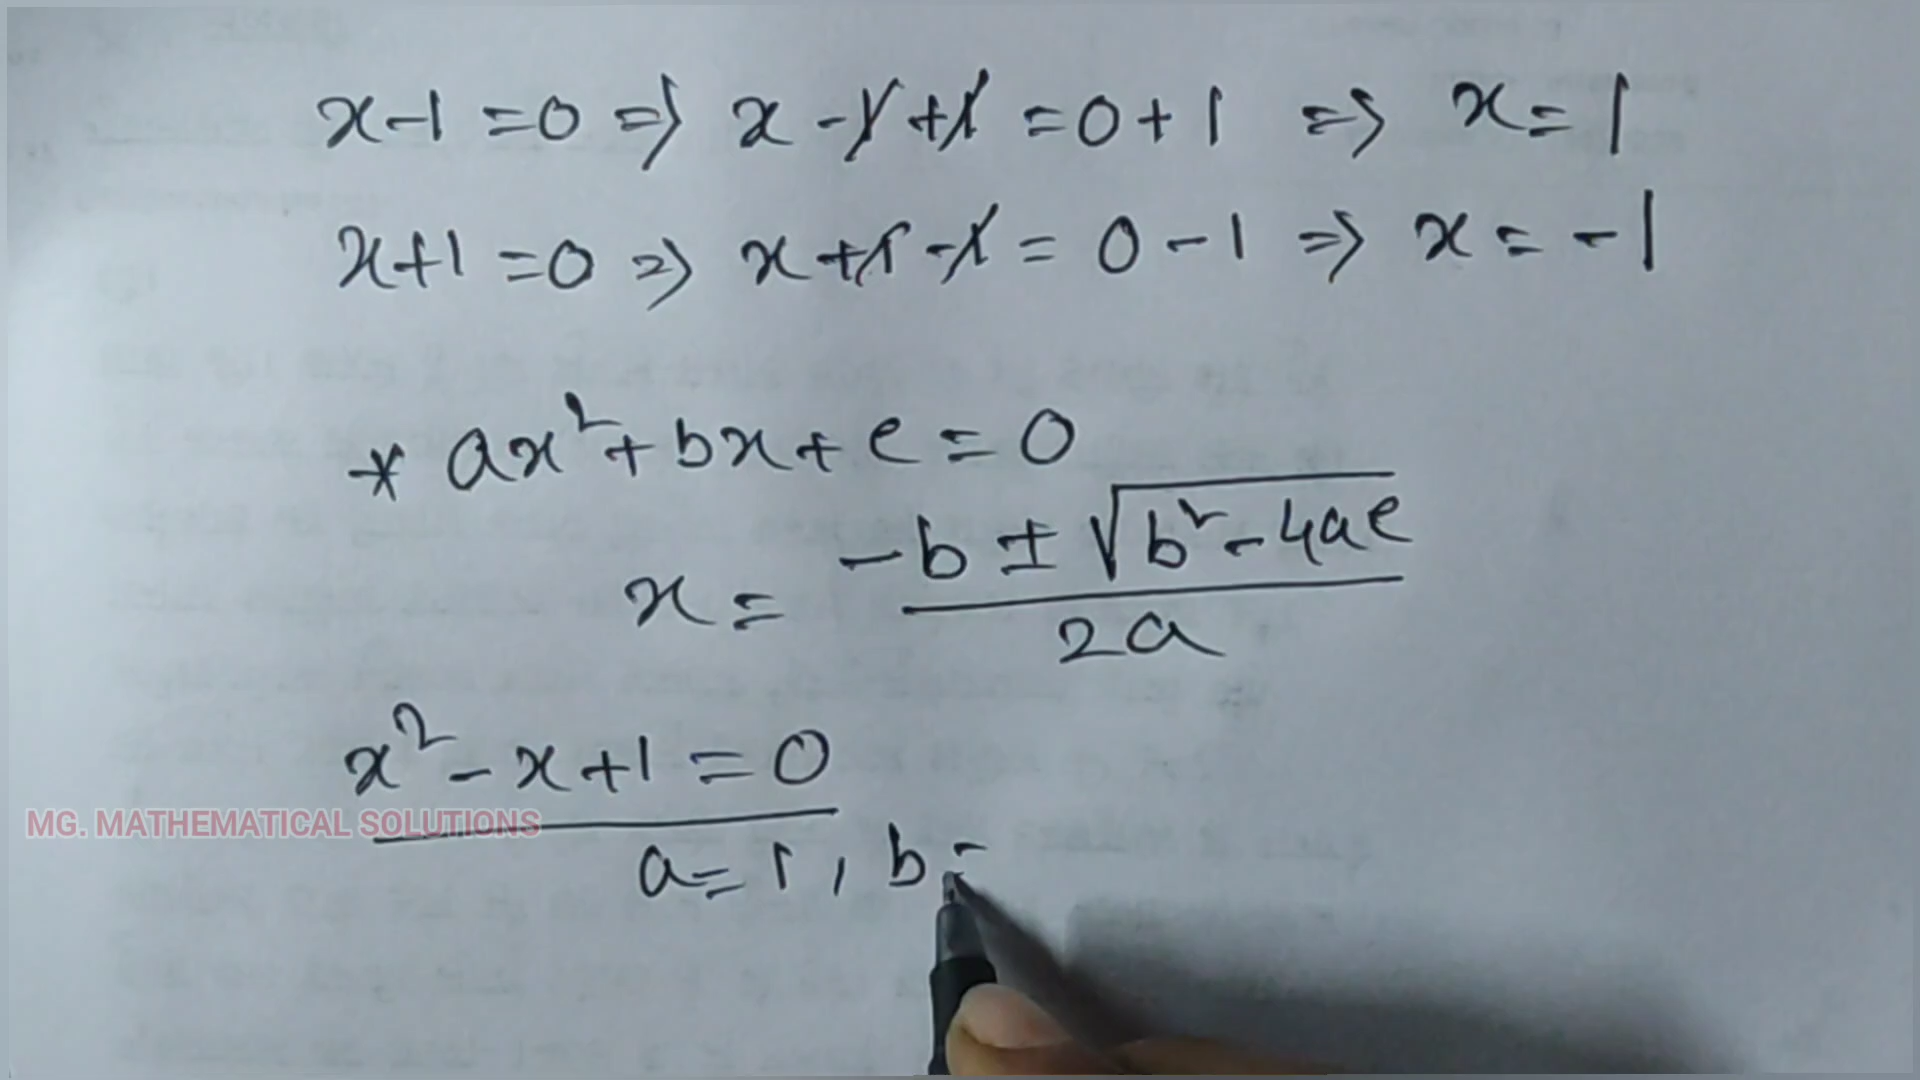 x-1=0 ⇒ x-1+1=0+1 ⇒ x=1
x+1=0 ⇒ x+1-1=0-1 ⇒ x=-1
* ax²+bx+c=0
x = (-b ± √(b²-4ac)) / 2a
x²-x+1=0
MG. MATHEMATICAL SOLUTIONS
a=1, b=